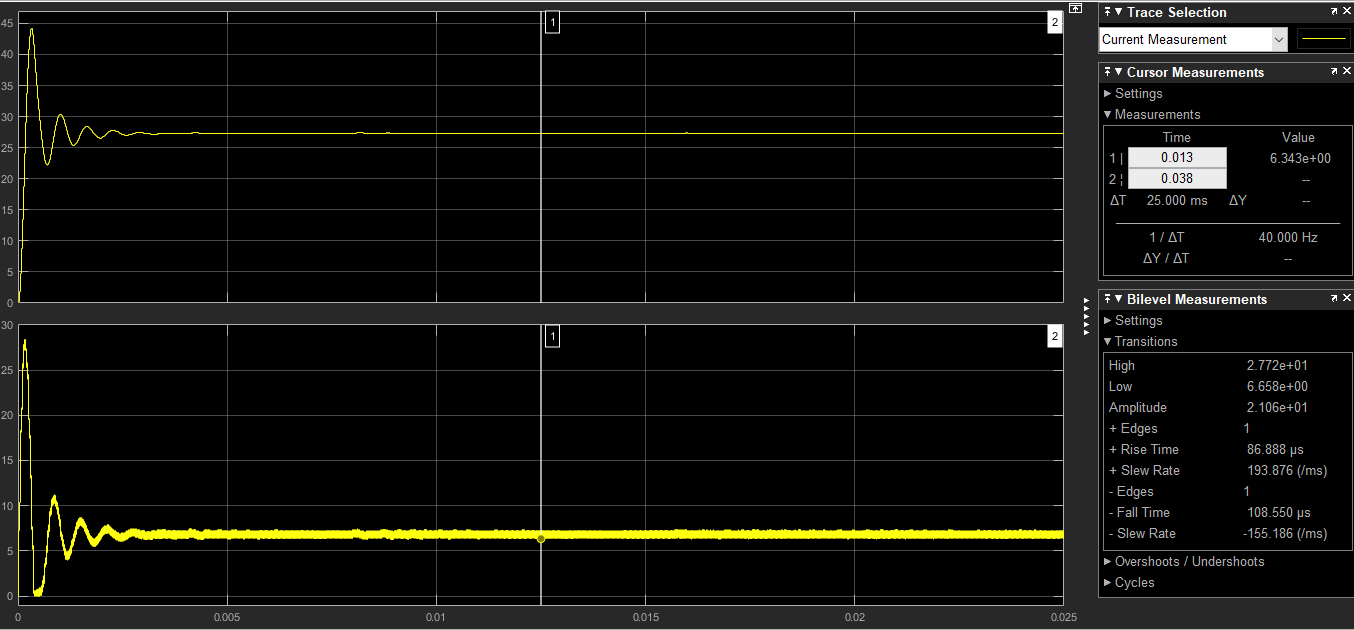 45
40
35
30
25
20
15
10
5
0
1
2
30
25
20
15
10
5
0
1
2
0
0.005
0.01
0.015
0.02
0.025
Trace Selection
Current Measurement
Cursor Measurements
Settings
Measurements
Time Value
1 0.013 6.343e+00
2 0.038 --
ΔT 25.000 ms ΔY --
1 / ΔT 40.000 Hz
ΔY / ΔT --
Bilevel Measurements
Settings
Transitions
High 2.772e+01
Low 6.658e+00
Amplitude 2.106e+01
+ Edges 1
+ Rise Time 86.888 μs
+ Slew Rate 193.876 (/ms)
- Edges 1
- Fall Time 108.550 μs
- Slew Rate -155.186 (/ms)
Overshoots / Undershoots
Cycles